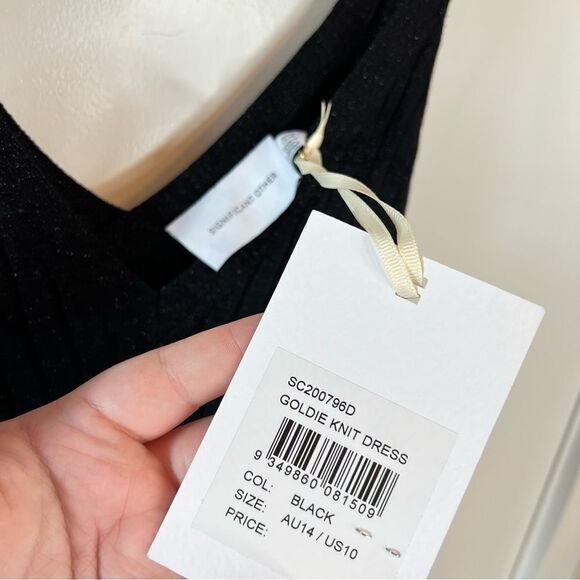 SIGNIFICANT OTHER
SC200796D
GOLDIE KNIT DRESS
9 349860 081509
COL: BLACK
SIZE: AU14 / US10
PRICE: